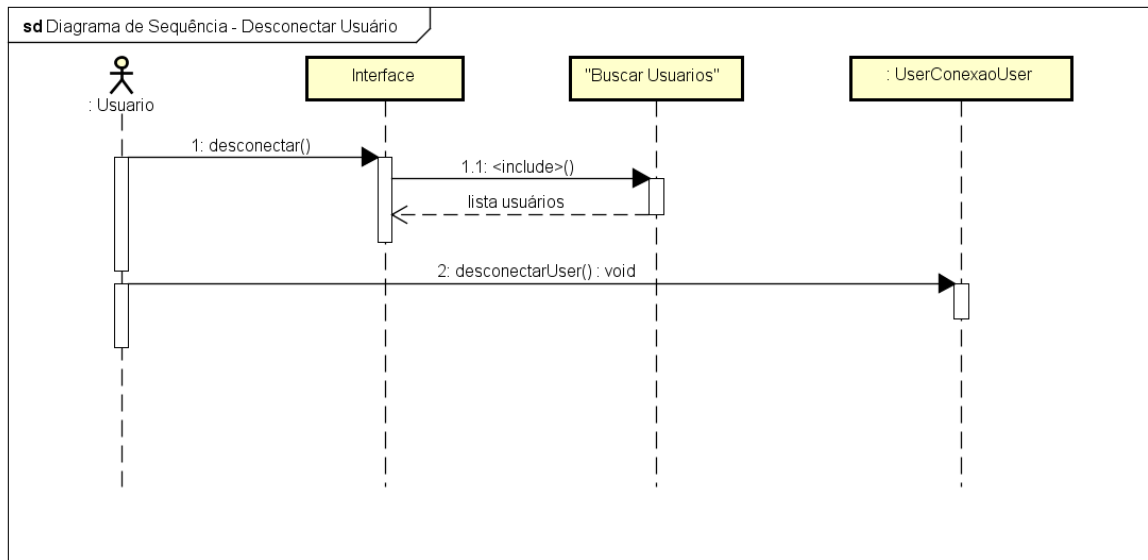 sd Diagrama de Sequência - Desconectar Usuário
: Usuario
Interface
"Buscar Usuarios"
: UserConexaoUser
1: desconectar()
1.1: <include>()
lista usuários
2: desconectarUser() : void